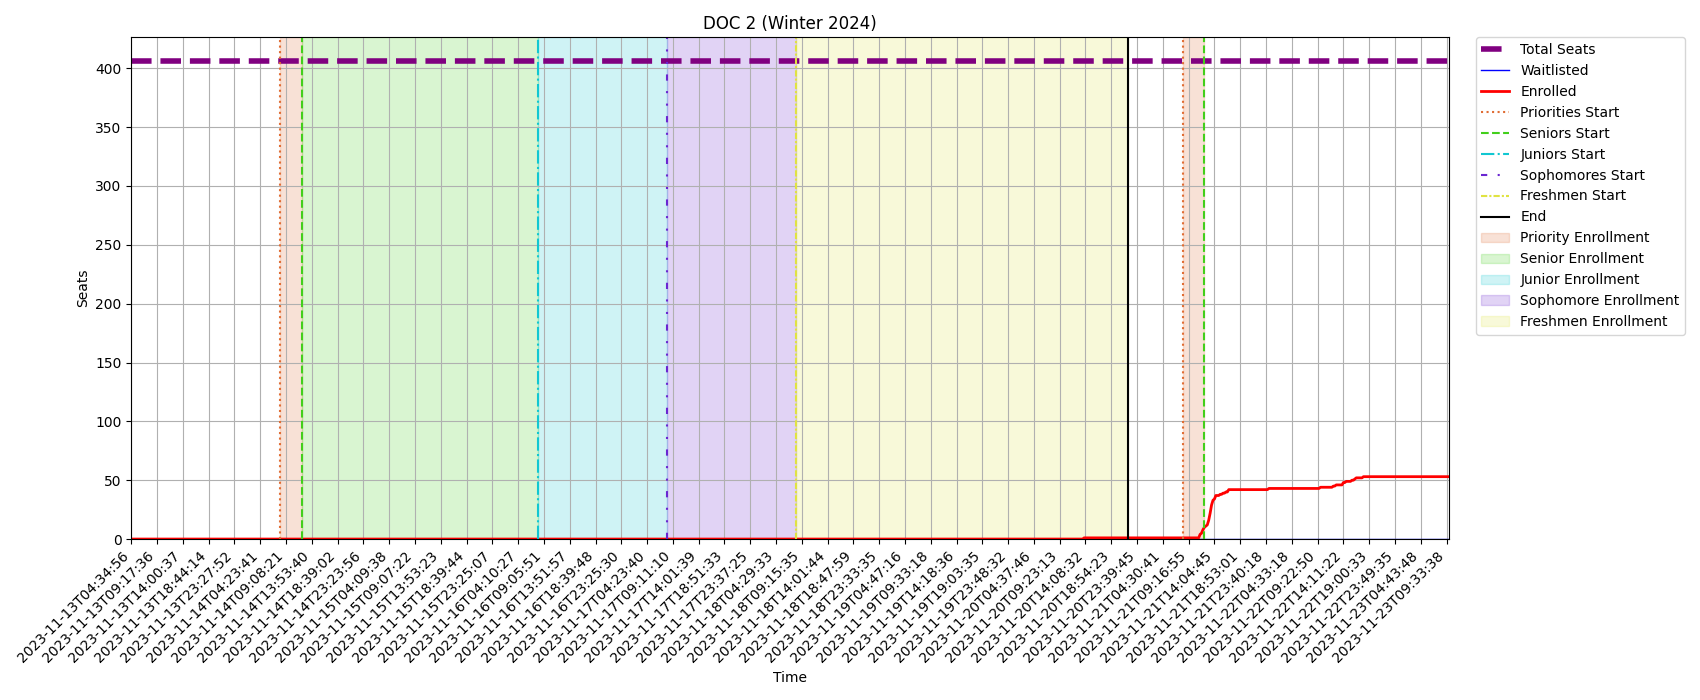 DOC 2 (Winter 2024)
Seats
400
350
300
250
200
150
100
50
0
2023-11-13T04:34:56
2023-11-13T09:17:36
2023-11-13T14:00:37
2023-11-13T18:44:14
2023-11-13T23:27:52
2023-11-14T04:23:41
2023-11-14T09:08:21
2023-11-14T13:53:40
2023-11-14T18:39:02
2023-11-14T23:23:56
2023-11-15T04:09:38
2023-11-15T09:07:22
2023-11-15T13:53:23
2023-11-15T18:39:44
2023-11-15T23:25:07
2023-11-16T04:10:27
2023-11-16T09:05:51
2023-11-16T13:51:57
2023-11-16T18:39:48
2023-11-16T23:25:30
2023-11-17T04:23:40
2023-11-17T09:11:10
2023-11-17T14:01:39
2023-11-17T18:51:33
2023-11-17T23:37:25
2023-11-18T04:29:33
2023-11-18T09:15:35
2023-11-18T14:01:44
2023-11-18T18:47:59
2023-11-18T23:33:35
2023-11-19T04:47:16
2023-11-19T09:33:18
2023-11-19T14:18:36
2023-11-19T19:03:35
2023-11-19T23:48:32
2023-11-20T04:37:46
2023-11-20T09:23:13
2023-11-20T14:08:32
2023-11-20T18:54:23
2023-11-20T23:39:45
2023-11-21T04:30:41
2023-11-21T09:16:55
2023-11-21T14:04:45
2023-11-21T18:53:01
2023-11-21T23:40:18
2023-11-22T04:33:18
2023-11-22T09:22:50
2023-11-22T14:11:22
2023-11-22T19:00:33
2023-11-22T23:49:35
2023-11-23T04:43:48
2023-11-23T09:33:38
Time
Total Seats
Waitlisted
Enrolled
Priorities Start
Seniors Start
Juniors Start
Sophomores Start
Freshmen Start
End
Priority Enrollment
Senior Enrollment
Junior Enrollment
Sophomore Enrollment
Freshmen Enrollment